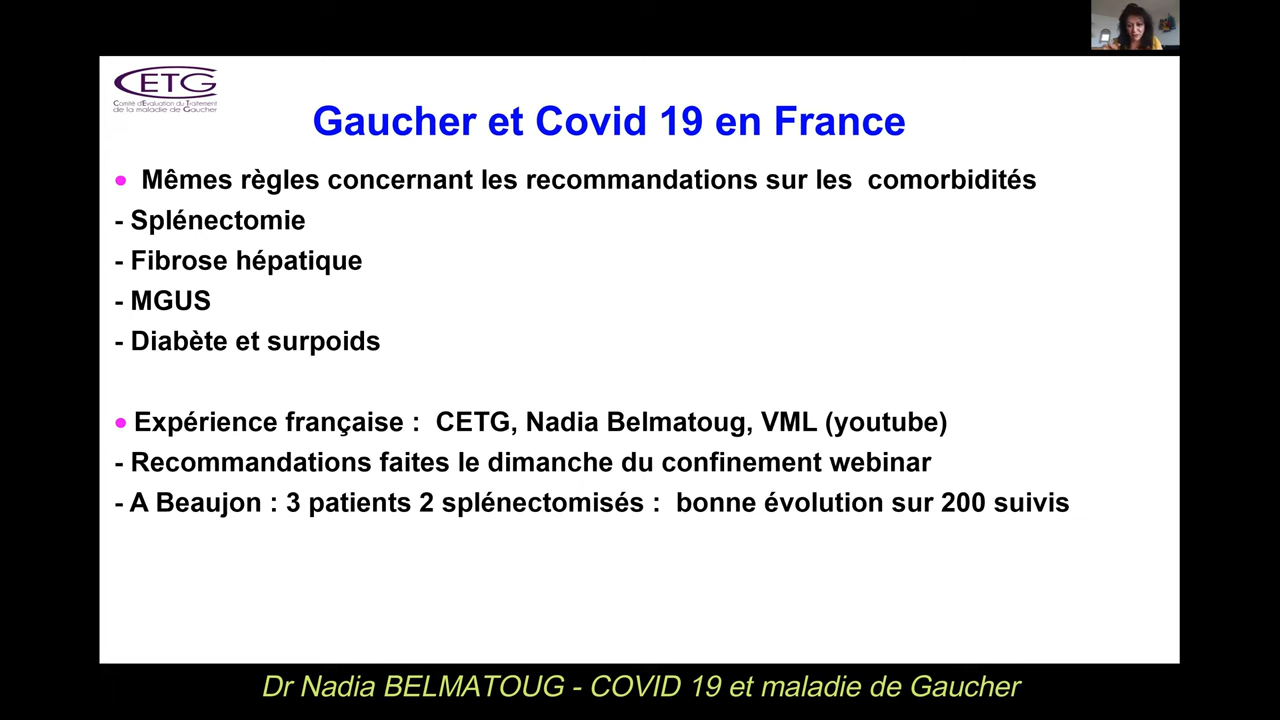 CETG
Comité d'Evaluation du Traitement
de la maladie de Gaucher
Gaucher et Covid 19 en France
• Mêmes règles concernant les recommandations sur les comorbidités
- Splénectomie
- Fibrose hépatique
- MGUS
- Diabète et surpoids
• Expérience française : CETG, Nadia Belmatoug, VML (youtube)
- Recommandations faites le dimanche du confinement webinar
- A Beaujon : 3 patients 2 splénectomisés : bonne évolution sur 200 suivis
Dr Nadia BELMATOUG - COVID 19 et maladie de Gaucher